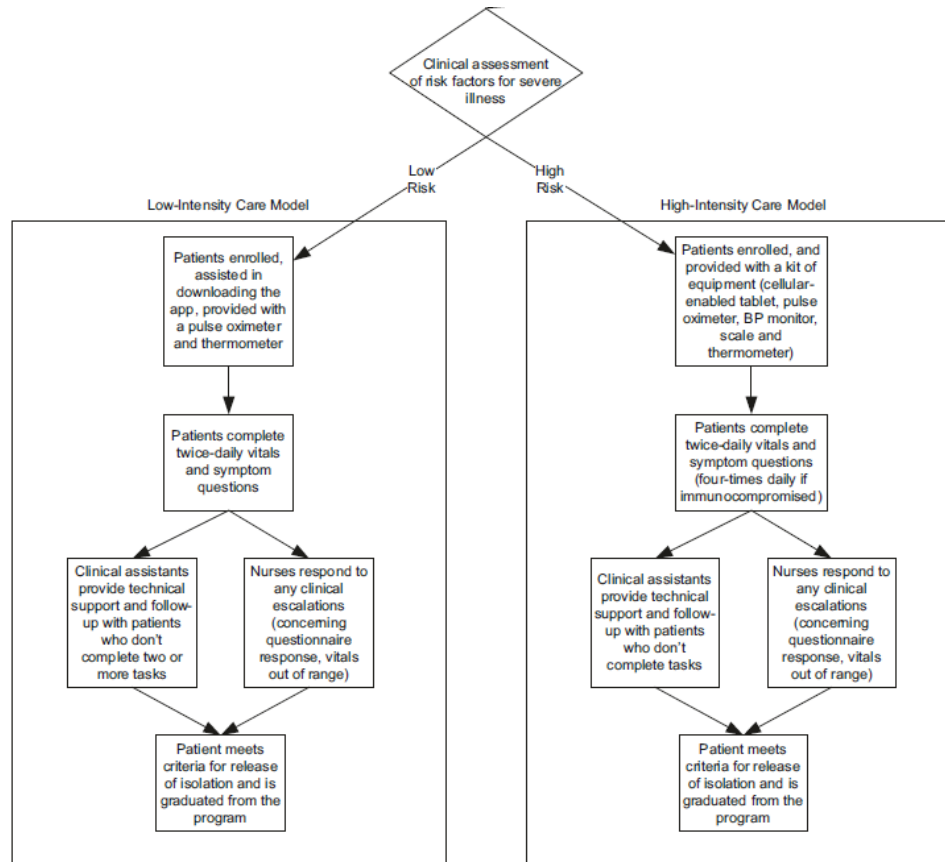 Clinical assessment
of risk factors for severe
illness
Low
Risk
High
Risk
Low-Intensity Care Model
High-Intensity Care Model
Patients enrolled,
assisted in
downloading the
app, provided with
a pulse oximeter
and thermometer
Patients enrolled, and
provided with a kit of
equipment (cellular-
enabled tablet, pulse
oximeter, BP monitor,
scale and
thermometer)
Patients complete
twice-daily vitals
and symptom
questions
Patients complete
twice-daily vitals and
symptom questions
(four-times daily if
immunocompromised)
Clinical assistants
provide technical
support and follow-
up with patients
who don't
complete two or
more tasks
Nurses respond to
any clinical
escalations
(concerning
questionnaire
response, vitals
out of range)
Clinical assistants
provide technical
support and follow-
up with patients
who don't
complete tasks
Nurses respond to
any clinical
escalations
(concerning
questionnaire
response, vitals
out of range)
Patient meets
criteria for release
of isolation and is
graduated from the
program
Patient meets
criteria for release
of isolation and is
graduated from the
program